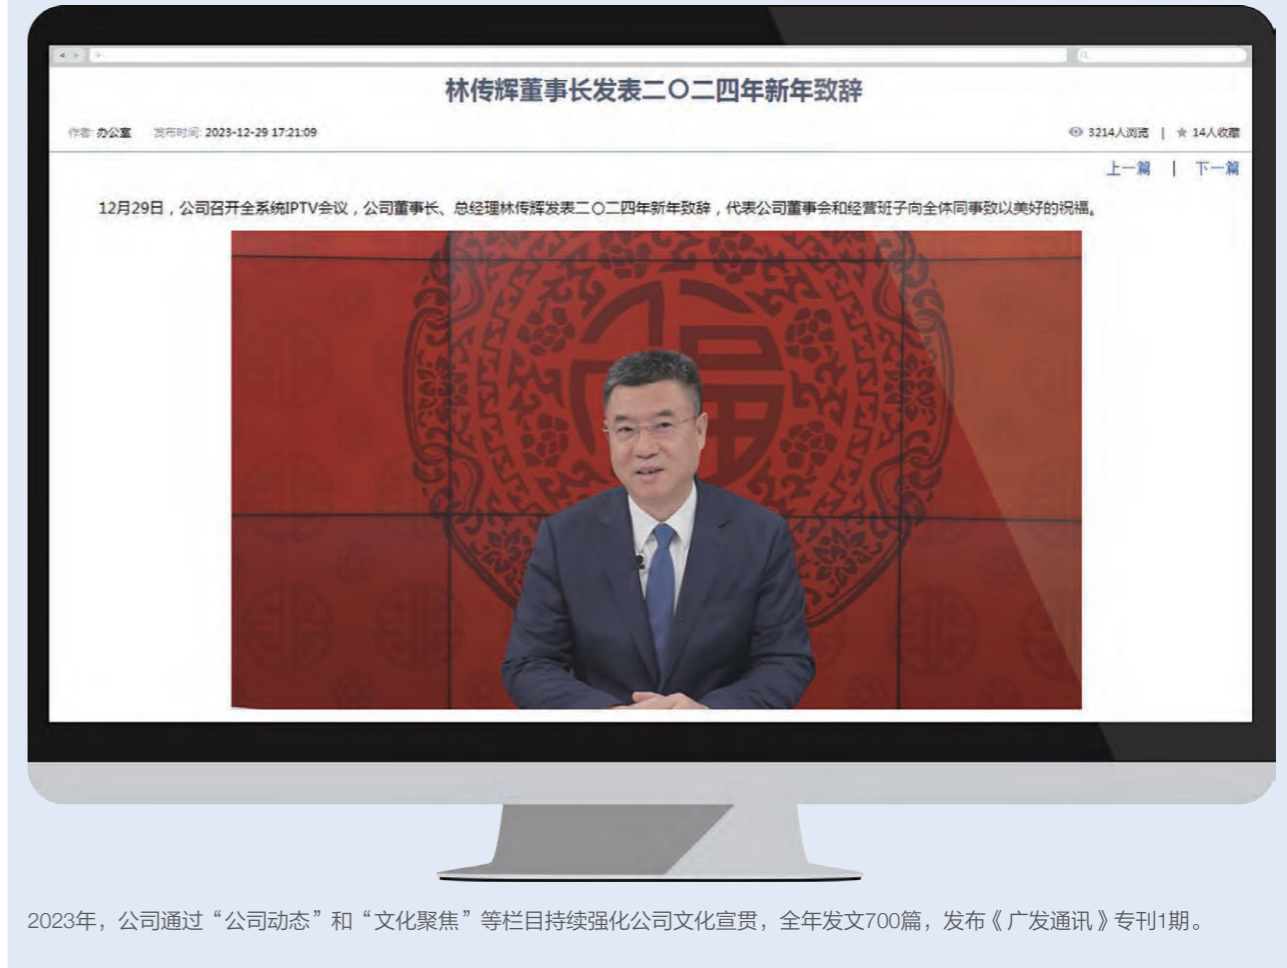 林传辉董事长发表二〇二四年新年致辞
作者: 办公室 发布时间: 2023-12-29 17:21:09 3214人浏览 | 14人收藏
上一篇 | 下一篇
12月29日，公司召开全系统IPTV会议，公司董事长、总经理林传辉发表二〇二四年新年致辞，代表公司董事会和经营班子向全体同事致以美好的祝福。
福
2023年，公司通过“公司动态”和“文化聚焦”等栏目持续强化公司文化宣贯，全年发文700篇，发布《广发通讯》专刊1期。